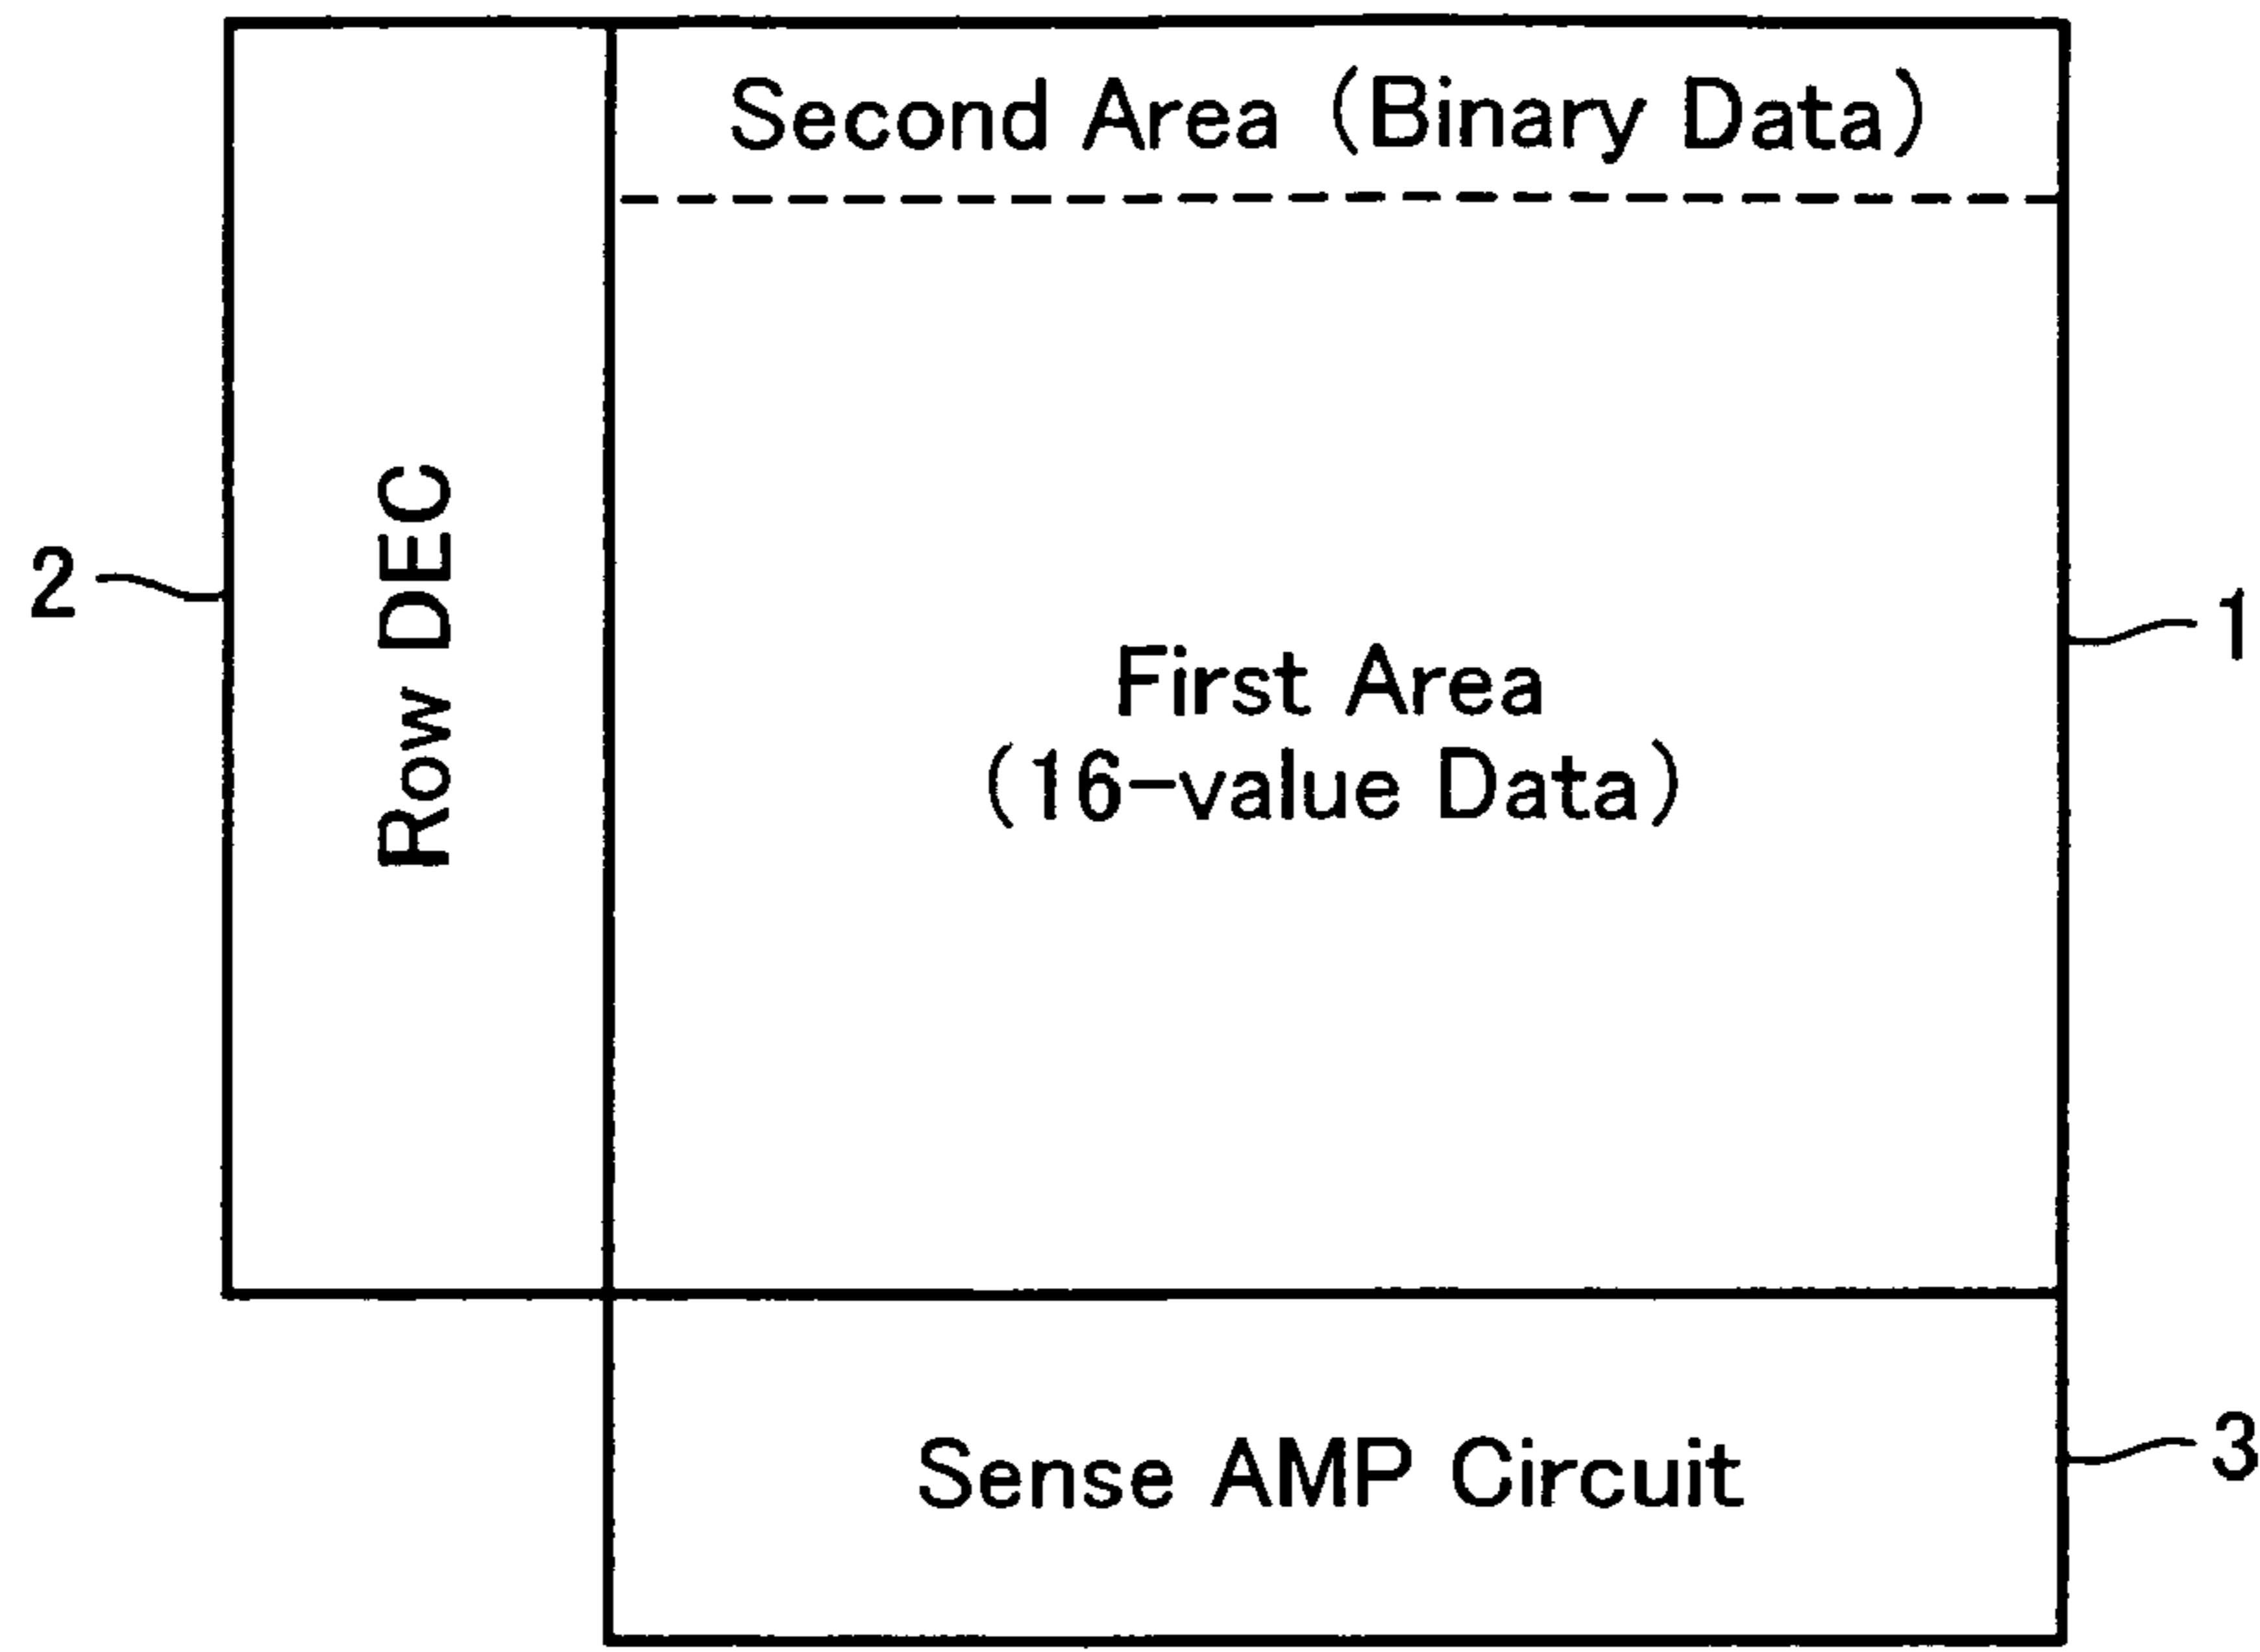 Second Area (Binary Data)
Row DEC
2
First Area
(16-value Data)
1
Sense AMP Circuit
3